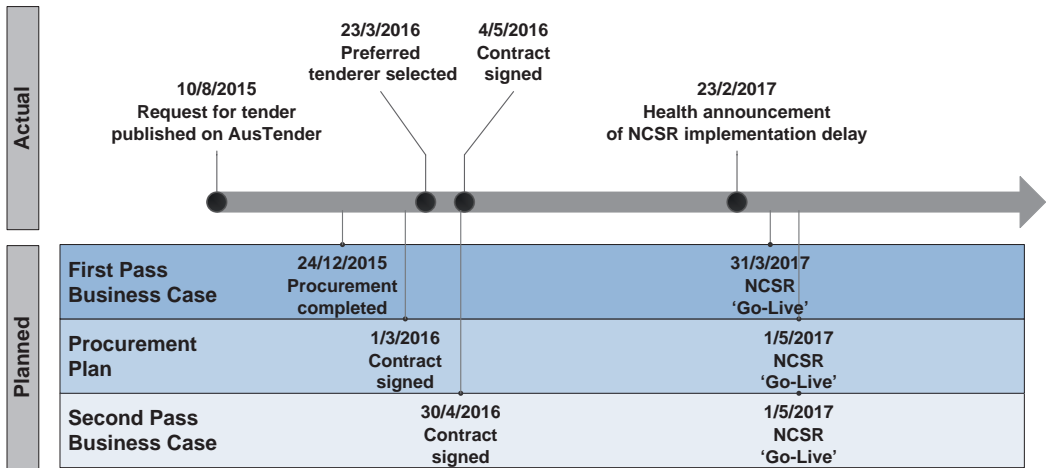 Actual
23/3/2016
Preferred
tenderer selected
4/5/2016
Contract
signed
10/8/2015
Request for tender
published on AusTender
23/2/2017
Health announcement
of NCSR implementation delay
Planned
First Pass
Business Case
24/12/2015
Procurement
completed
31/3/2017
NCSR
‘Go-Live’
Procurement
Plan
1/3/2016
Contract
signed
1/5/2017
NCSR
‘Go-Live’
Second Pass
Business Case
30/4/2016
Contract
signed
1/5/2017
NCSR
‘Go-Live’